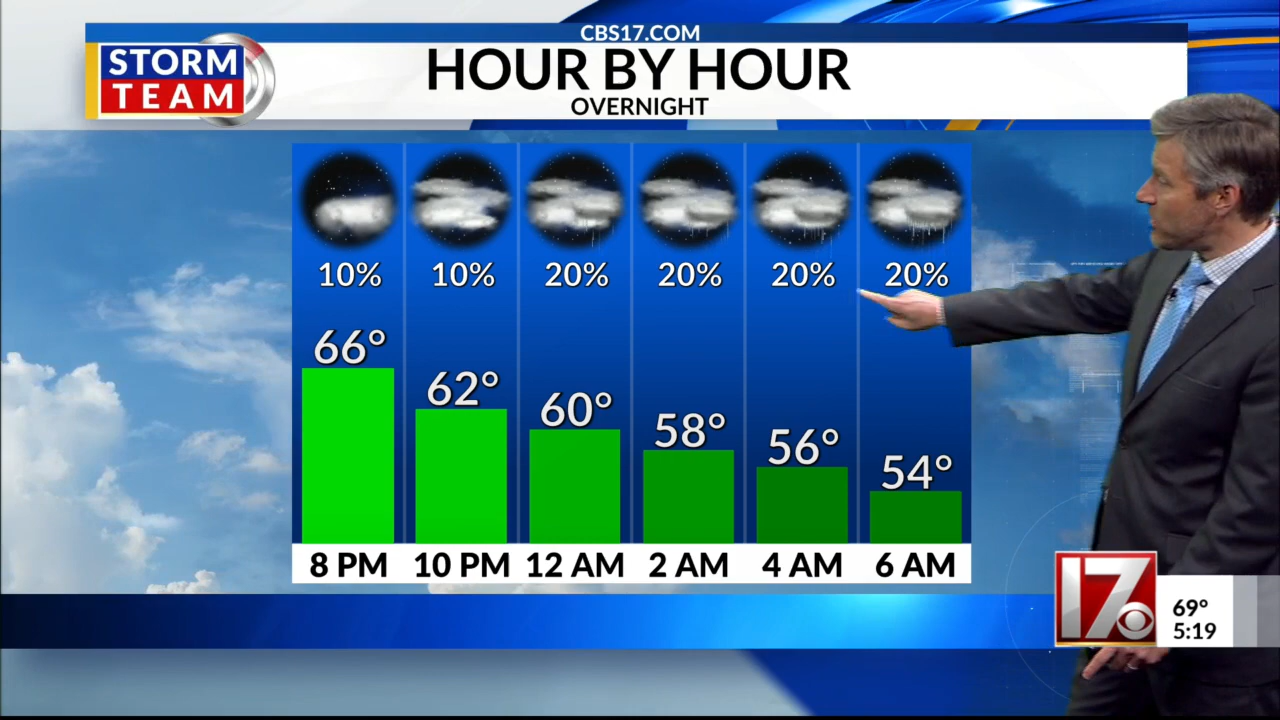 CBS17.COM
STORM
TEAM
HOUR BY HOUR
OVERNIGHT
10% 10% 20% 20% 20% 20%
66° 62° 60° 58° 56° 54°
8 PM 10 PM 12 AM 2 AM 4 AM 6 AM
17
69°
5:19